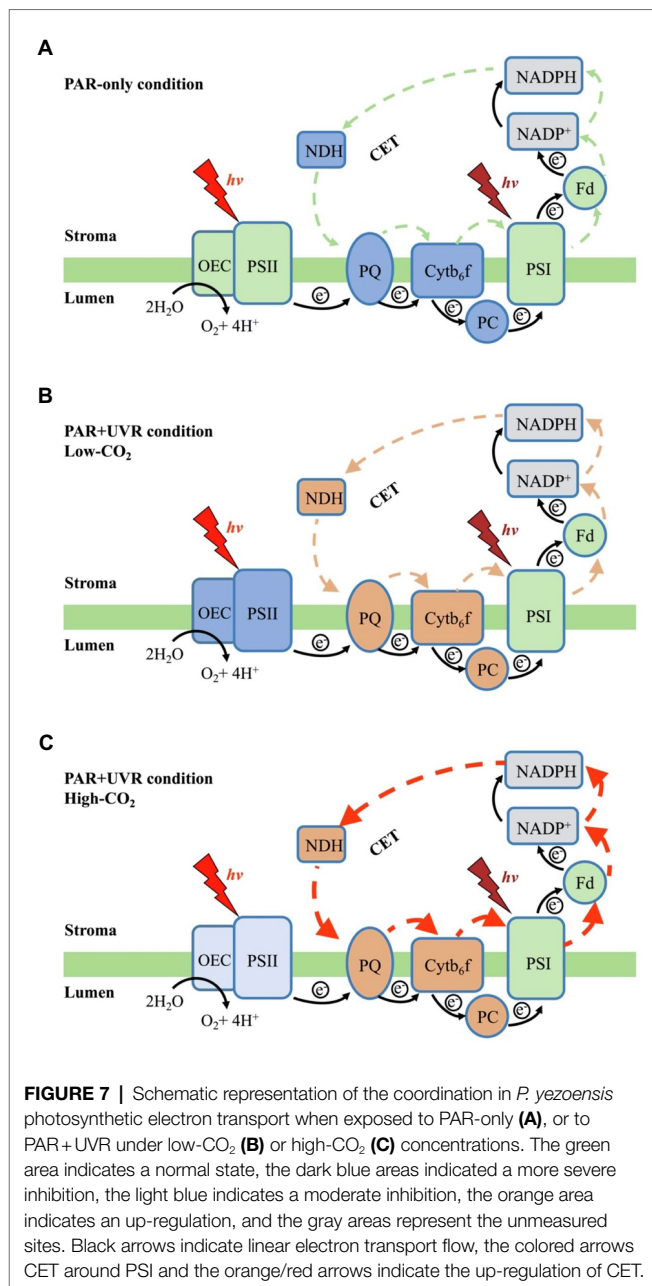 A
PAR-only condition
NADPH
NADP⁺
NDH
CET
hν
hν
e⁻
Fd
e⁻
Stroma
OEC
PSII
PQ
Cytb₆f
PSI
Lumen
2H₂O
O₂+ 4H⁺
e⁻
e⁻
e⁻
PC
e⁻
B
PAR+UVR condition
Low-CO₂
NADPH
NADP⁺
NDH
CET
hν
hν
e⁻
Fd
e⁻
Stroma
OEC
PSII
PQ
Cytb₆f
PSI
Lumen
2H₂O
O₂+ 4H⁺
e⁻
e⁻
e⁻
PC
e⁻
C
PAR+UVR condition
High-CO₂
NADPH
NADP⁺
NDH
CET
hν
hν
e⁻
Fd
e⁻
Stroma
OEC
PSII
PQ
Cytb₆f
PSI
Lumen
2H₂O
O₂+ 4H⁺
e⁻
e⁻
e⁻
PC
e⁻
FIGURE 7 | Schematic representation of the coordination in P. yezoensis
photosynthetic electron transport when exposed to PAR-only (A), or to
PAR+UVR under low-CO₂ (B) or high-CO₂ (C) concentrations. The green
area indicates a normal state, the dark blue areas indicated a more severe
inhibition, the light blue indicates a moderate inhibition, the orange area
indicates an up-regulation, and the gray areas represent the unmeasured
sites. Black arrows indicate linear electron transport flow, the colored arrows
CET around PSI and the orange/red arrows indicate the up-regulation of CET.